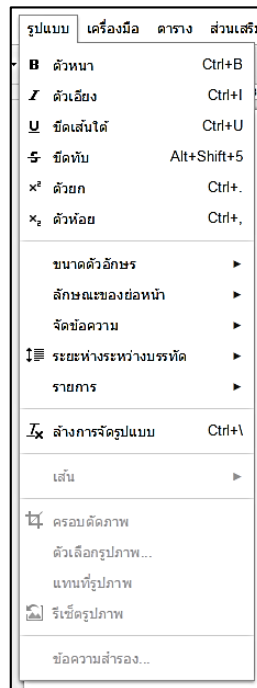 รูปแบบ เครื่องมือ ตาราง ส่วนเสริ
B ตัวหนา Ctrl+B
I ตัวเอียง Ctrl+I
U ขีดเส้นใต้ Ctrl+U
S ขีดทับ Alt+Shift+5
x² ตัวยก Ctrl+.
x₂ ตัวห้อย Ctrl+,
ขนาดตัวอักษร ►
ลักษณะของย่อหน้า ►
จัดข้อความ ►
ระยะห่างระหว่างบรรทัด ►
รายการ ►
Tx ล้างการจัดรูปแบบ Ctrl+\
เส้น ►
ครอบตัดภาพ
ตัวเลือกรูปภาพ...
แทนที่รูปภาพ
รีเซ็ตรูปภาพ
ข้อความสำรอง...